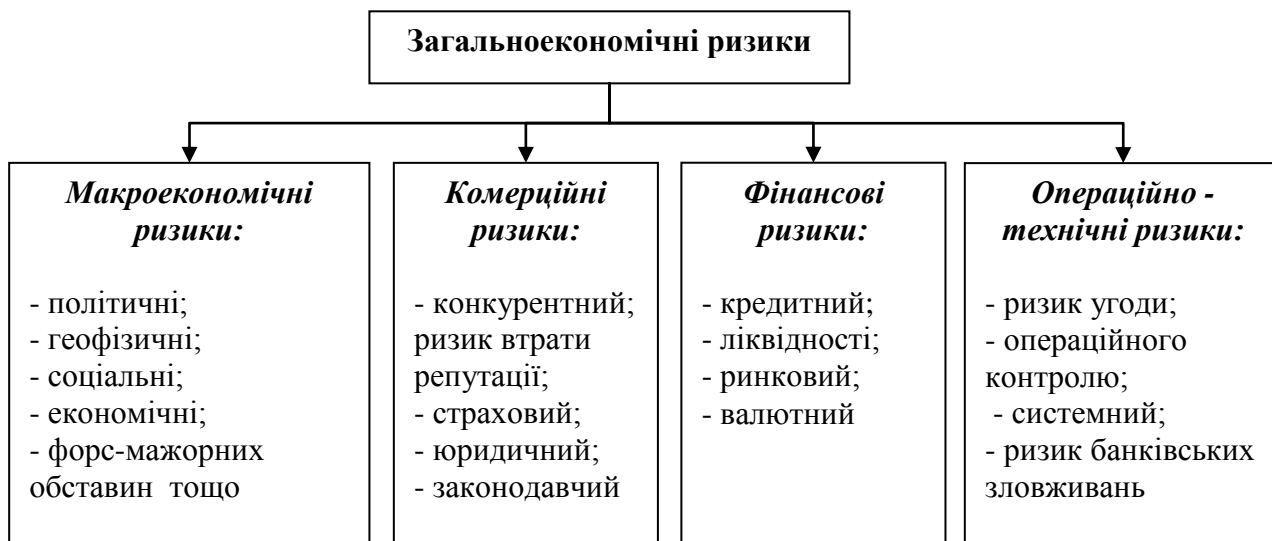 Загальноекономічні ризики
Макроекономічні
ризики:
- політичні;
- геофізичні;
- соціальні;
- економічні;
- форс-мажорних
обставин тощо
Комерційні
ризики:
- конкурентний;
ризик втрати
репутації;
- страховий;
- юридичний;
- законодавчий
Фінансові
ризики:
- кредитний;
- ліквідності;
- ринковий;
- валютний
Операційно -
технічні ризики:
- ризик угоди;
- операційного
контролю;
- системний;
- ризик банківських
зловживань